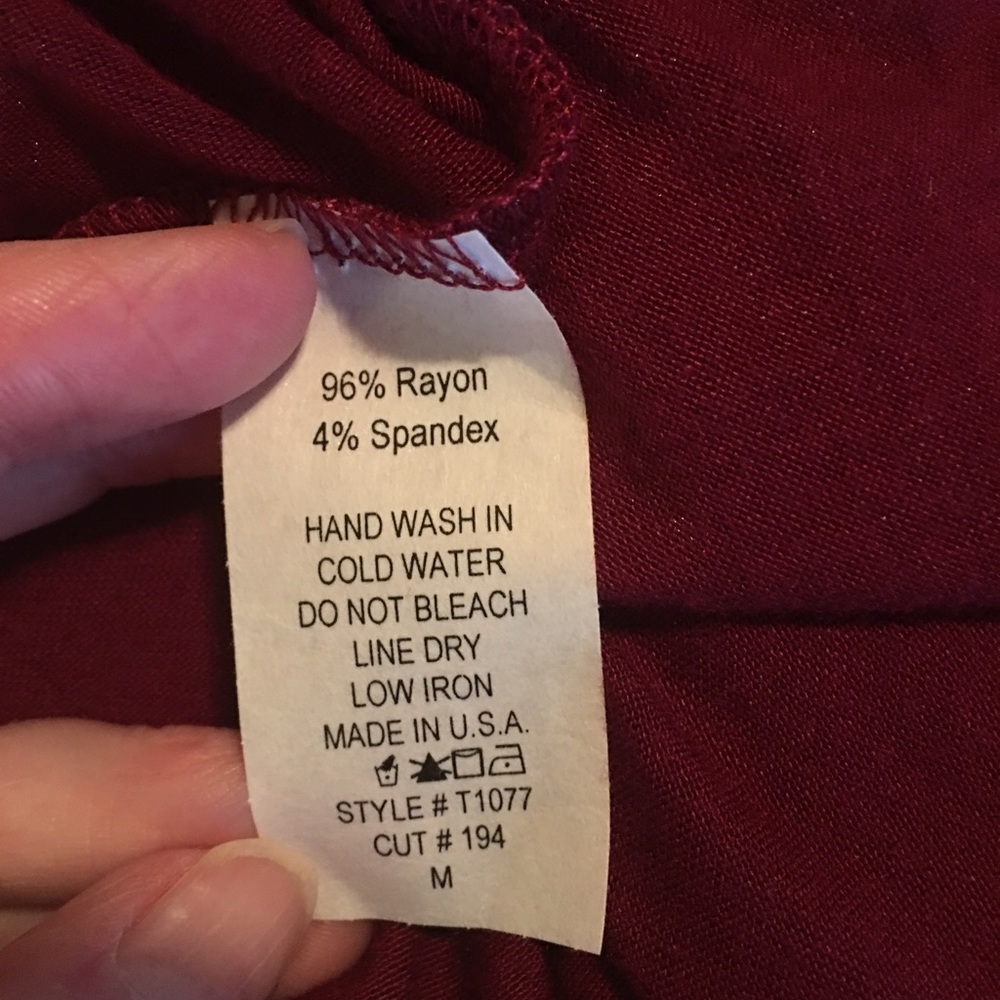 96% Rayon
4% Spandex
HAND WASH IN
COLD WATER
DO NOT BLEACH
LINE DRY
LOW IRON
MADE IN U.S.A.
STYLE # T1077
CUT # 194
M